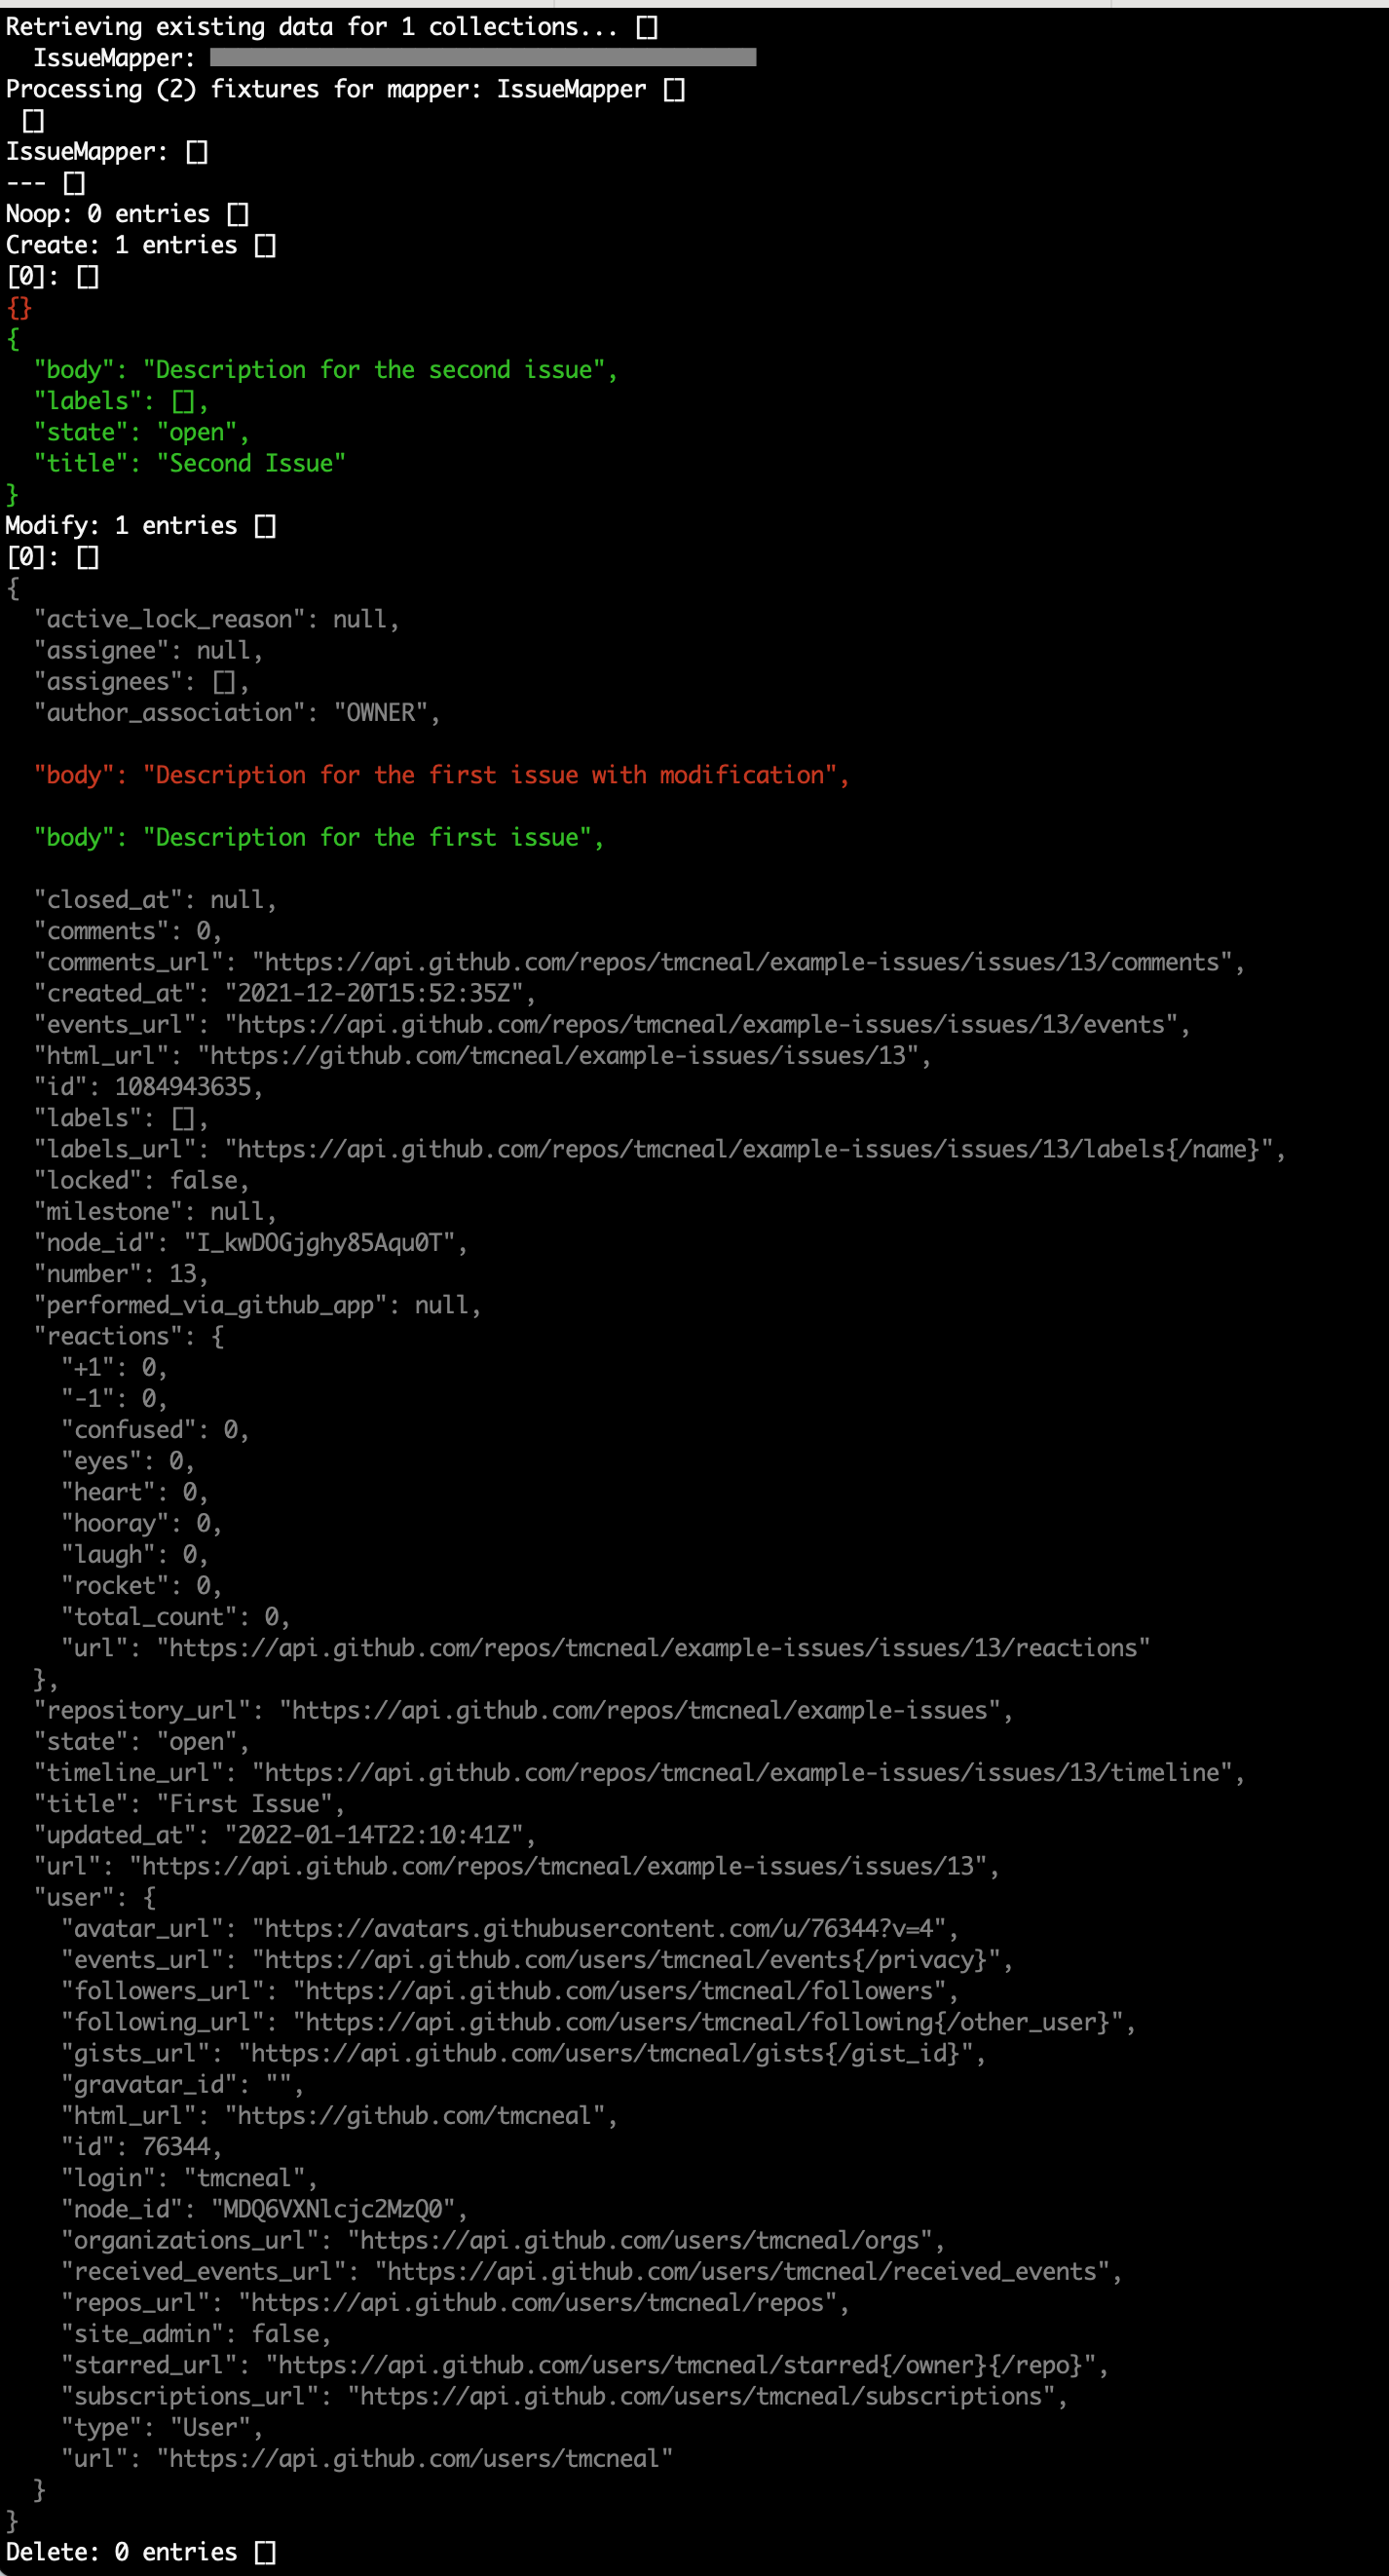 Retrieving existing data for 1 collections... []
  IssueMapper:
Processing (2) fixtures for mapper: IssueMapper []
 []
IssueMapper: []
--- []
Noop: 0 entries []
Create: 1 entries []
[0]: []
{}
{
  "body": "Description for the second issue",
  "labels": [],
  "state": "open",
  "title": "Second Issue"
}
Modify: 1 entries []
[0]: []
{
  "active_lock_reason": null,
  "assignee": null,
  "assignees": [],
  "author_association": "OWNER",
  "body": "Description for the first issue with modification",
  "body": "Description for the first issue",
  "closed_at": null,
  "comments": 0,
  "comments_url": "https://api.github.com/repos/tmcneal/example-issues/issues/13/comments",
  "created_at": "2021-12-20T15:52:35Z",
  "events_url": "https://api.github.com/repos/tmcneal/example-issues/issues/13/events",
  "html_url": "https://github.com/tmcneal/example-issues/issues/13",
  "id": 1084943635,
  "labels": [],
  "labels_url": "https://api.github.com/repos/tmcneal/example-issues/issues/13/labels{/name}",
  "locked": false,
  "milestone": null,
  "node_id": "I_kwDOGjghy85Aqu0T",
  "number": 13,
  "performed_via_github_app": null,
  "reactions": {
    "+1": 0,
    "-1": 0,
    "confused": 0,
    "eyes": 0,
    "heart": 0,
    "hooray": 0,
    "laugh": 0,
    "rocket": 0,
    "total_count": 0,
    "url": "https://api.github.com/repos/tmcneal/example-issues/issues/13/reactions"
  },
  "repository_url": "https://api.github.com/repos/tmcneal/example-issues",
  "state": "open",
  "timeline_url": "https://api.github.com/repos/tmcneal/example-issues/issues/13/timeline",
  "title": "First Issue",
  "updated_at": "2022-01-14T22:10:41Z",
  "url": "https://api.github.com/repos/tmcneal/example-issues/issues/13",
  "user": {
    "avatar_url": "https://avatars.githubusercontent.com/u/76344?v=4",
    "events_url": "https://api.github.com/users/tmcneal/events{/privacy}",
    "followers_url": "https://api.github.com/users/tmcneal/followers",
    "following_url": "https://api.github.com/users/tmcneal/following{/other_user}",
    "gists_url": "https://api.github.com/users/tmcneal/gists{/gist_id}",
    "gravatar_id": "",
    "html_url": "https://github.com/tmcneal",
    "id": 76344,
    "login": "tmcneal",
    "node_id": "MDQ6VXNlcjc2MzQ0",
    "organizations_url": "https://api.github.com/users/tmcneal/orgs",
    "received_events_url": "https://api.github.com/users/tmcneal/received_events",
    "repos_url": "https://api.github.com/users/tmcneal/repos",
    "site_admin": false,
    "starred_url": "https://api.github.com/users/tmcneal/starred{/owner}{/repo}",
    "subscriptions_url": "https://api.github.com/users/tmcneal/subscriptions",
    "type": "User",
    "url": "https://api.github.com/users/tmcneal"
  }
}
Delete: 0 entries []